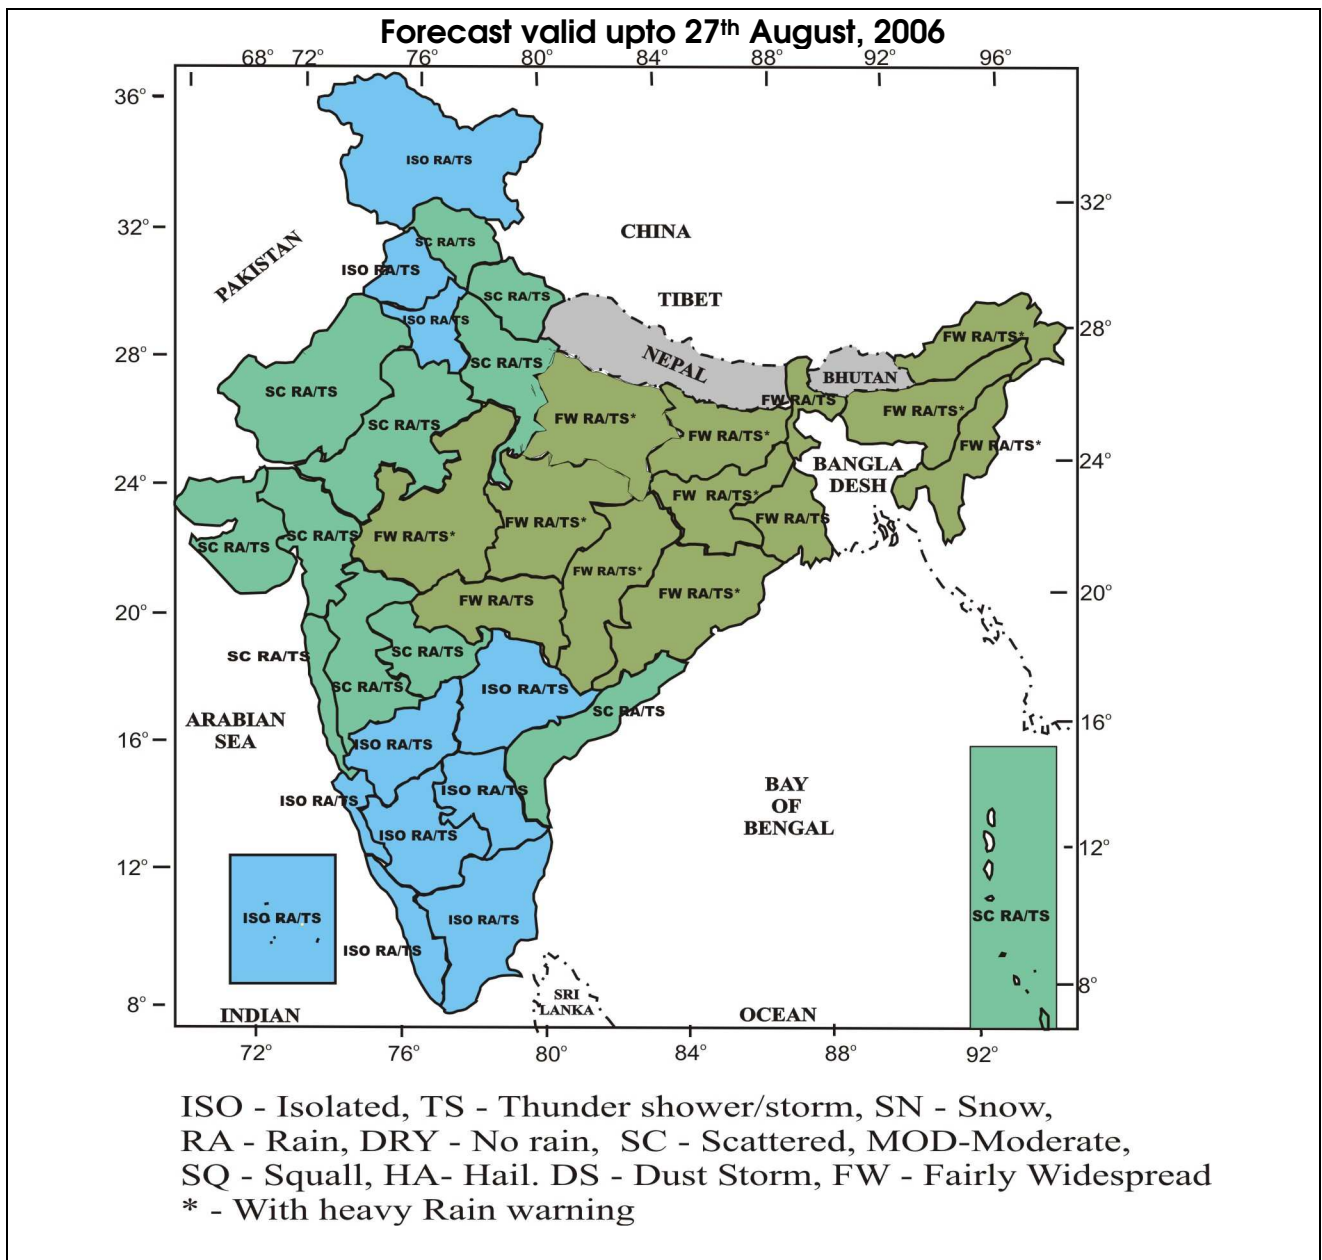 Forecast valid upto 27th August, 2006
68° 72° 76° 80° 84° 88° 92° 96°
36°
ISO RA/TS
32°
32°
CHINA
SC RA/TS
PAKISTAN
ISO RA/TS
SC RA/TS
TIBET
ISO RA/TS
28°
FW RA/TS*
28°
SC RA/TS
NEPAL
BHUTAN
SC RA/TS
FW RA/TS
FW RA/TS*
SC RA/TS
FW RA/TS*
FW RA/TS*
FW RA/TS*
24°
24°
BANGLA
DESH
FW RA/TS*
FW RA/TS
FW RA/TS*
SC RA/TS
SC RA/TS
FW RA/TS*
FW RA/TS*
FW RA/TS*
20°
20°
FW RA/TS
SC RA/TS
SC RA/TS
SC RA/TS
ISO RA/TS
SC RA/TS
ARABIAN
SEA
16°
16°
ISO RA/TS
ISO RA/TS
ISO RA/TS
BAY
OF
BENGAL
ISO RA/TS
12°
12°
ISO RA/TS
ISO RA/TS
SC RA/TS
ISO RA/TS
8°
8°
SRI
LANKA
INDIAN
OCEAN
72° 76° 80° 84° 88° 92°
ISO - Isolated, TS - Thunder shower/storm, SN - Snow,
RA - Rain, DRY - No rain, SC - Scattered, MOD-Moderate,
SQ - Squall, HA- Hail. DS - Dust Storm, FW - Fairly Widespread
* - With heavy Rain warning